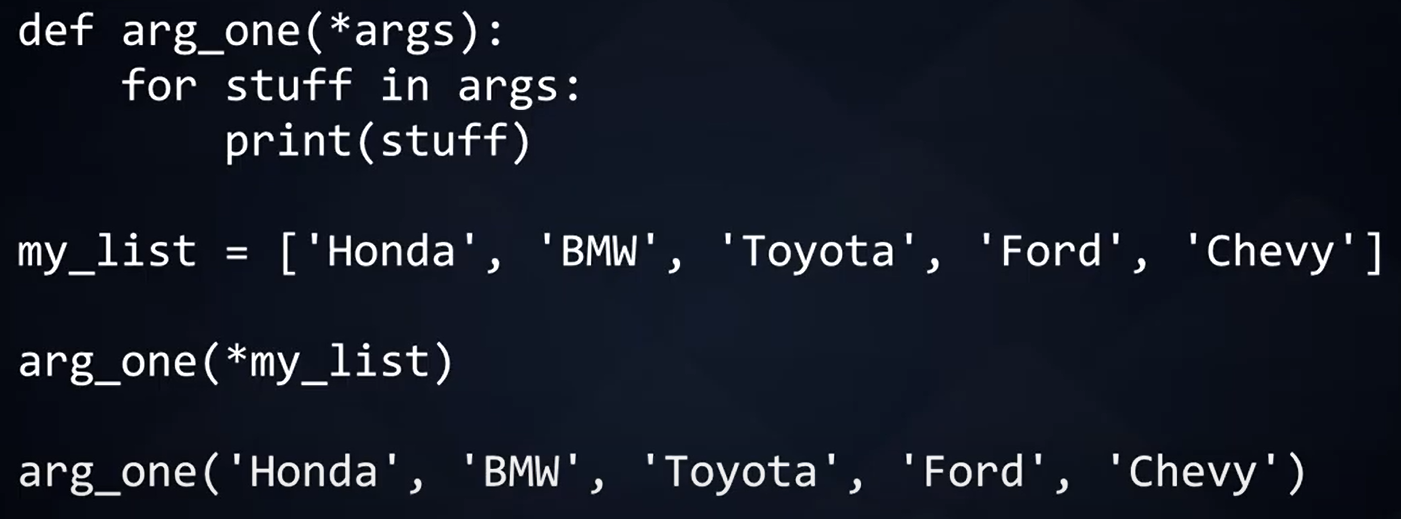 def arg_one(*args):
    for stuff in args:
        print(stuff)
my_list = ['Honda', 'BMW', 'Toyota', 'Ford', 'Chevy']
arg_one(*my_list)
arg_one('Honda', 'BMW', 'Toyota', 'Ford', 'Chevy')